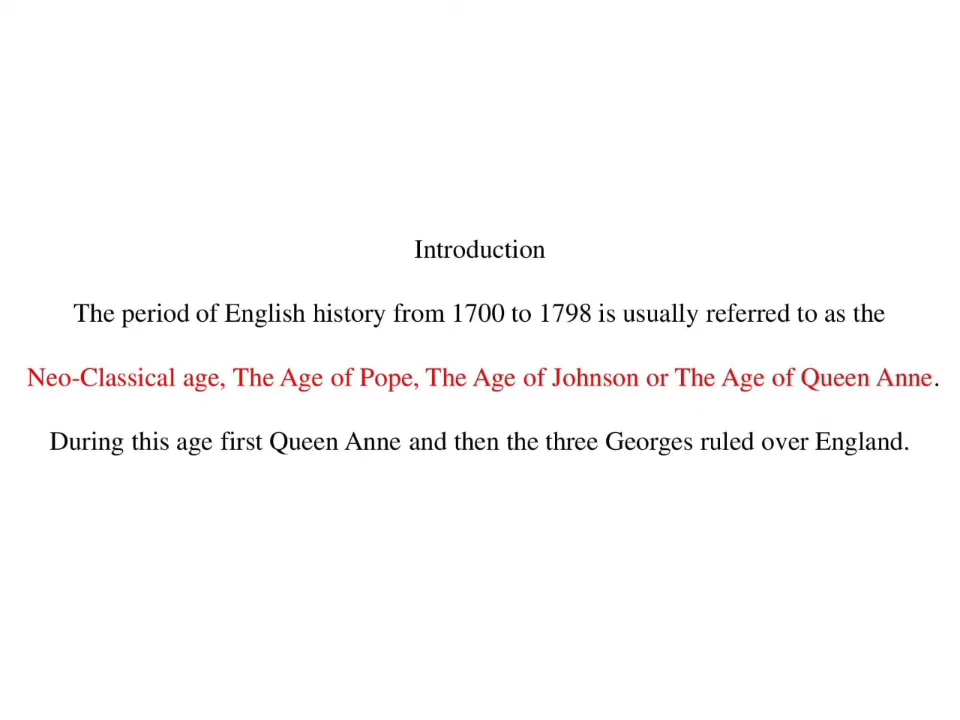 Introduction
The period of English history from 1700 to 1798 is usually referred to as the
Neo-Classical age, The Age of Pope, The Age of Johnson or The Age of Queen Anne.
During this age first Queen Anne and then the three Georges ruled over England.